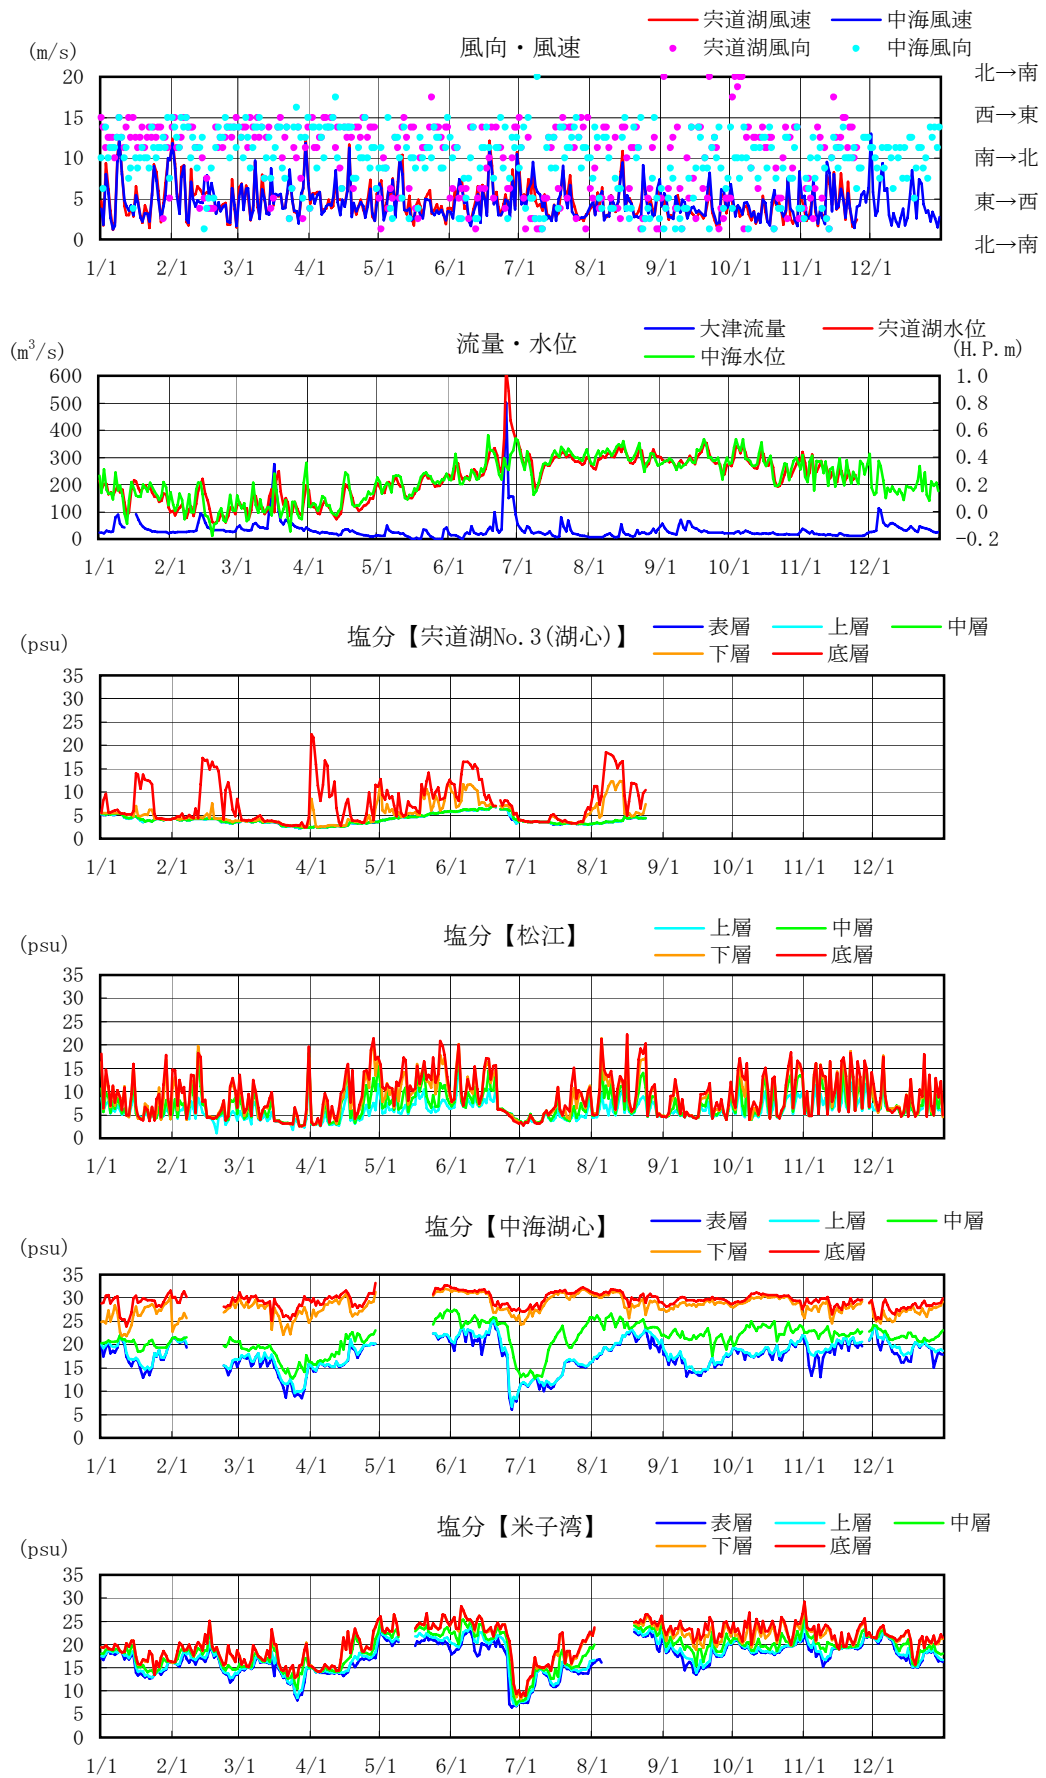 宍道湖風速 中海風速
(m/s) 風向・風速 宍道湖風向 中海風向
20 北→南
15 西→東
10 南→北
5 東→西
0 北→南
1/1 2/1 3/1 4/1 5/1 6/1 7/1 8/1 9/1 10/1 11/1 12/1
大津流量 宍道湖水位
(m3/s) 流量・水位 中海水位 (H.P.m)
600 1.0
500 0.8
400 0.6
300 0.4
200 0.2
100 0.0
0 -0.2
1/1 2/1 3/1 4/1 5/1 6/1 7/1 8/1 9/1 10/1 11/1 12/1
(psu) 塩分【宍道湖No.3(湖心)】 表層 上層 中層
下層 底層
35
30
25
20
15
10
5
0
1/1 2/1 3/1 4/1 5/1 6/1 7/1 8/1 9/1 10/1 11/1 12/1
(psu) 塩分【松江】 上層 中層
下層 底層
35
30
25
20
15
10
5
0
1/1 2/1 3/1 4/1 5/1 6/1 7/1 8/1 9/1 10/1 11/1 12/1
(psu) 塩分【中海湖心】 表層 上層 中層
下層 底層
35
30
25
20
15
10
5
0
1/1 2/1 3/1 4/1 5/1 6/1 7/1 8/1 9/1 10/1 11/1 12/1
(psu) 塩分【米子湾】 表層 上層 中層
下層 底層
35
30
25
20
15
10
5
0
1/1 2/1 3/1 4/1 5/1 6/1 7/1 8/1 9/1 10/1 11/1 12/1